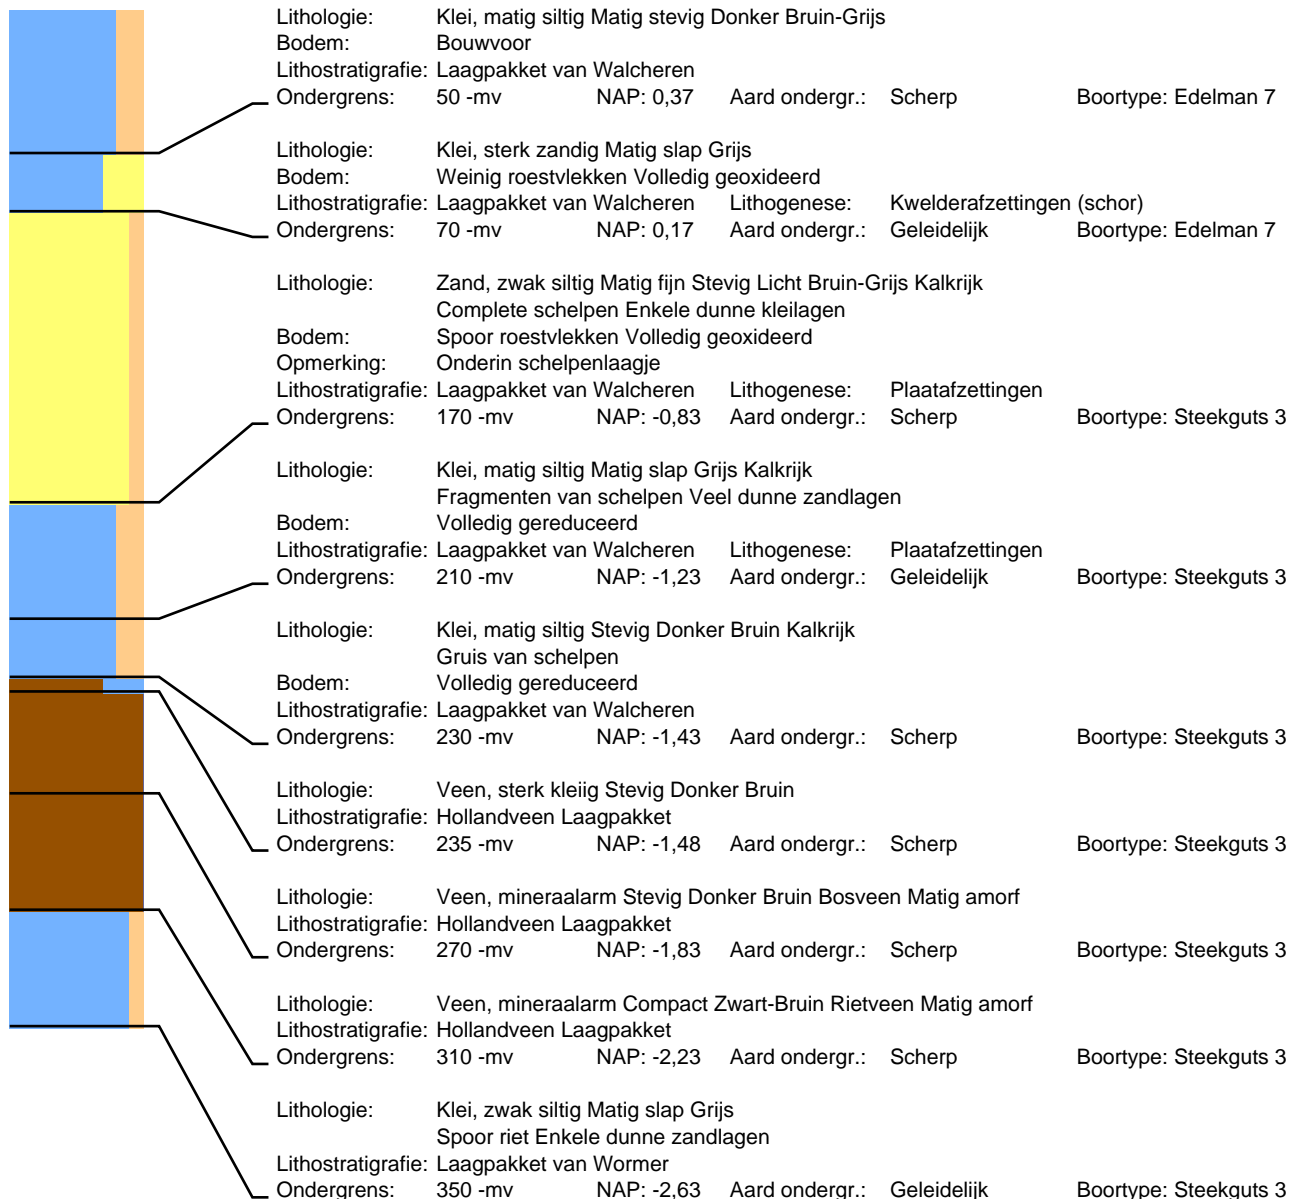 Lithologie: Klei, matig siltig Matig stevig Donker Bruin-Grijs
Bodem: Bouwvoor
Lithostratigrafie: Laagpakket van Walcheren
Ondergrens: 50 -mv NAP: 0,37 Aard ondergr.: Scherp Boortype: Edelman 7
Lithologie: Klei, sterk zandig Matig slap Grijs
Bodem: Weinig roestvlekken Volledig geoxideerd
Lithostratigrafie: Laagpakket van Walcheren Lithogenese: Kwelderafzettingen (schor)
Ondergrens: 70 -mv NAP: 0,17 Aard ondergr.: Geleidelijk Boortype: Edelman 7
Lithologie: Zand, zwak siltig Matig fijn Stevig Licht Bruin-Grijs Kalkrijk
Complete schelpen Enkele dunne kleilagen
Bodem: Spoor roestvlekken Volledig geoxideerd
Opmerking: Onderin schelpenlaagje
Lithostratigrafie: Laagpakket van Walcheren Lithogenese: Plaatafzettingen
Ondergrens: 170 -mv NAP: -0,83 Aard ondergr.: Scherp Boortype: Steekguts 3
Lithologie: Klei, matig siltig Matig slap Grijs Kalkrijk
Fragmenten van schelpen Veel dunne zandlagen
Bodem: Volledig gereduceerd
Lithostratigrafie: Laagpakket van Walcheren Lithogenese: Plaatafzettingen
Ondergrens: 210 -mv NAP: -1,23 Aard ondergr.: Geleidelijk Boortype: Steekguts 3
Lithologie: Klei, matig siltig Stevig Donker Bruin Kalkrijk
Gruis van schelpen
Bodem: Volledig gereduceerd
Lithostratigrafie: Laagpakket van Walcheren
Ondergrens: 230 -mv NAP: -1,43 Aard ondergr.: Scherp Boortype: Steekguts 3
Lithologie: Veen, sterk kleiig Stevig Donker Bruin
Lithostratigrafie: Hollandveen Laagpakket
Ondergrens: 235 -mv NAP: -1,48 Aard ondergr.: Scherp Boortype: Steekguts 3
Lithologie: Veen, mineraalarm Stevig Donker Bruin Bosveen Matig amorf
Lithostratigrafie: Hollandveen Laagpakket
Ondergrens: 270 -mv NAP: -1,83 Aard ondergr.: Scherp Boortype: Steekguts 3
Lithologie: Veen, mineraalarm Compact Zwart-Bruin Rietveen Matig amorf
Lithostratigrafie: Hollandveen Laagpakket
Ondergrens: 310 -mv NAP: -2,23 Aard ondergr.: Scherp Boortype: Steekguts 3
Lithologie: Klei, zwak siltig Matig slap Grijs
Spoor riet Enkele dunne zandlagen
Lithostratigrafie: Laagpakket van Wormer
Ondergrens: 350 -mv NAP: -2,63 Aard ondergr.: Geleidelijk Boortype: Steekguts 3